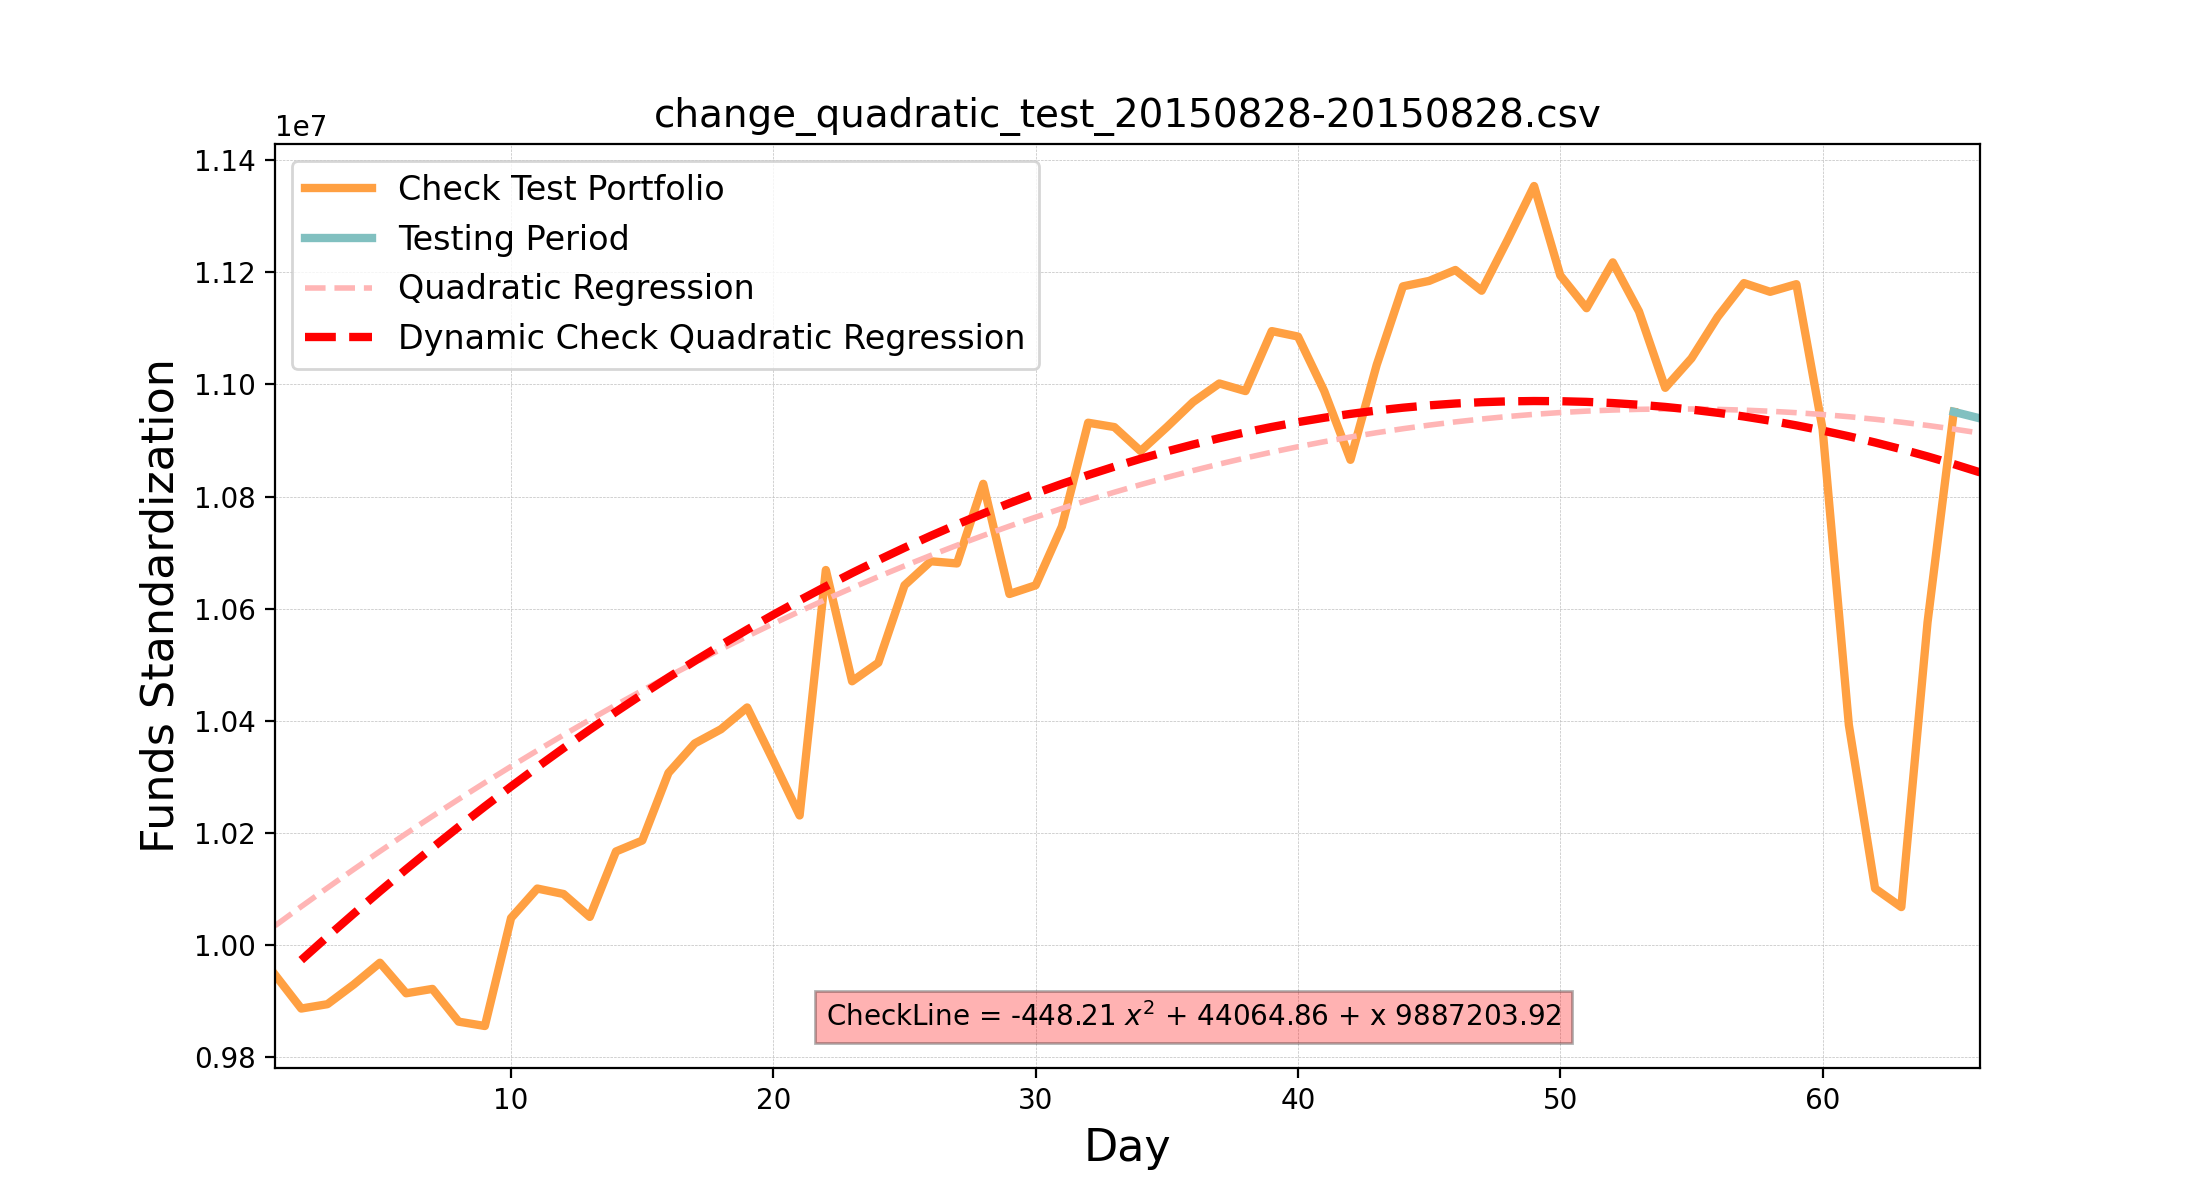 change_quadratic_test_20150828-20150828.csv
1e7
1.14
1.12
1.10
1.08
1.06
1.04
1.02
1.00
0.98
Funds Standardization
Check Test Portfolio
Testing Period
Quadratic Regression
Dynamic Check Quadratic Regression
CheckLine = -448.21 x² + 44064.86 + x 9887203.92
10 20 30 40 50 60
Day